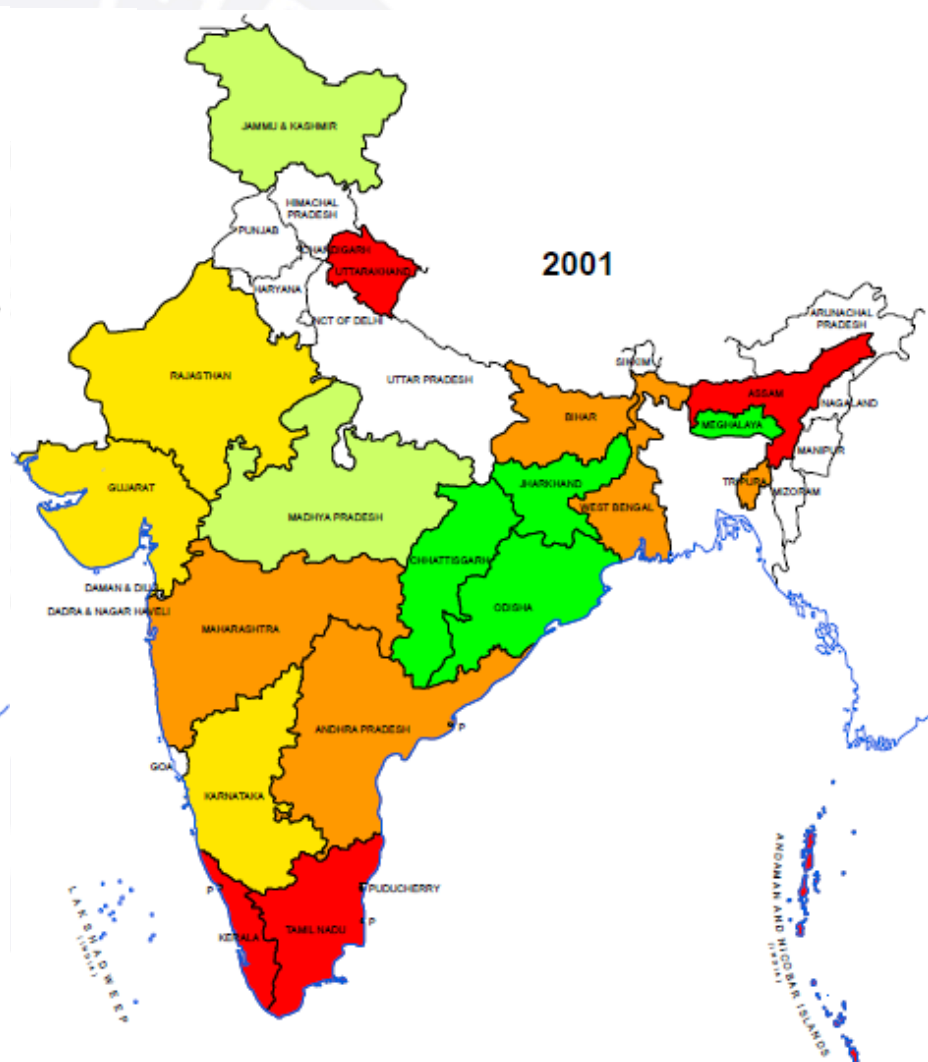 JAMMU & KASHMIR
HIMACHAL
PRADESH
PUNJAB
CHANDIGARH
UTTARAKHAND
2001
HARYANA
NCT OF DELHI
ARUNACHAL
PRADESH
SIKKIM
RAJASTHAN
UTTAR PRADESH
ASSAM
NAGALAND
BIHAR
MEGHALAYA
MANIPUR
GUJARAT
JHARKHAND
TRIPURA
MIZORAM
MADHYA PRADESH
WEST BENGAL
CHHATTISGARH
DAMAN & DIU
ODISHA
DADRA & NAGAR HAVELI
MAHARASHTRA
ANDHRA PRADESH
P
GOA
KARNATAKA
P
PUDUCHERRY
P
KERALA
TAMIL NADU
LAKSHADWEEP
(INDIA)
ANDAMAN AND NICOBAR ISLANDS
(INDIA)